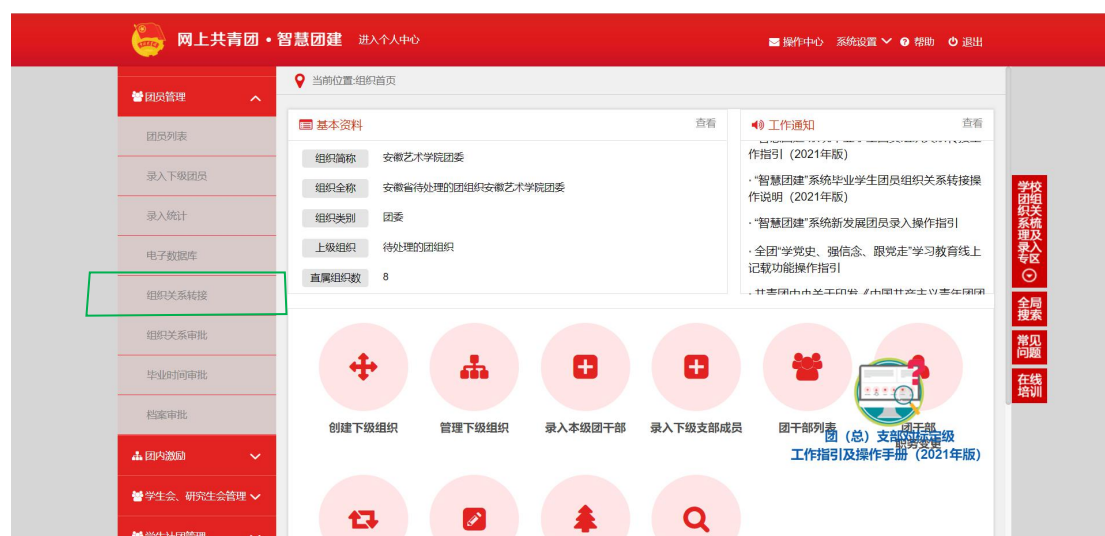 网上共青团·智慧团建 进入个人中心
操作中心 系统设置 帮助 退出
团员管理
团员列表
录入下级团员
录入统计
电子数据库
组织关系转接
组织关系审批
毕业时间审批
档案审批
团内激励
学生会、研究生会管理
当前位置:组织首页
基本资料 查看
组织简称 安徽艺术学院团委
组织全称 安徽省待处理的团组织安徽艺术学院团委
组织类别 团委
上级组织 待处理的团组织
直属组织数 8
工作通知 查看
作指引（2021年版）
·“智慧团建”系统毕业学生团员组织关系转接操
作说明（2021年版）
·“智慧团建”系统新发展团员录入操作指引
·全团“学党史、强信念、跟党走”学习教育线上
记载功能操作指引
创建下级组织
管理下级组织
录入本级团干部
录入下级支部成员
团干部列表
团干部
职务变更
团（总）支部对标定级
工作指引及操作手册（2021年版）
学校
团组
织关
系梳
理及
录入
专区
全局
搜索
常见
问题
在线
培训